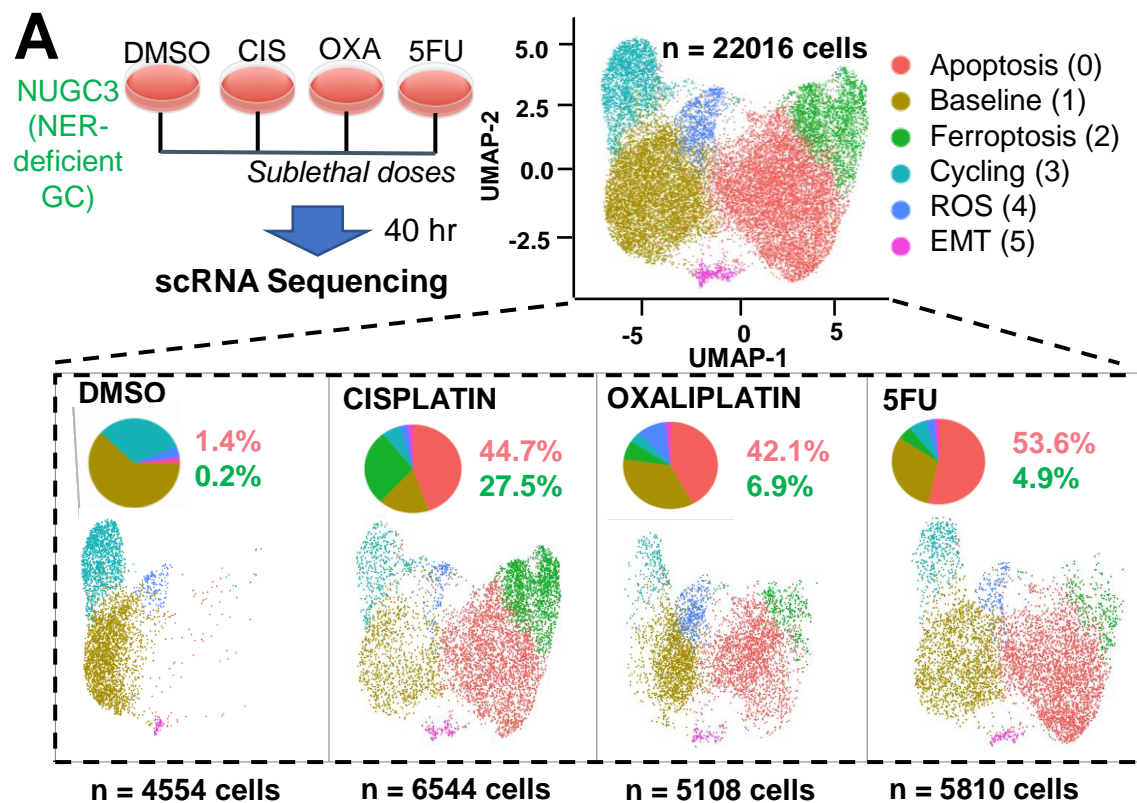 A
DMSO CIS OXA 5FU
NUGC3
(NER-
deficient
GC)
Sublethal doses
40 hr
scRNA Sequencing
n = 22016 cells
UMAP-2
5.0
2.5
0.0
-2.5
-5 0 5
UMAP-1
Apoptosis (0)
Baseline (1)
Ferroptosis (2)
Cycling (3)
ROS (4)
EMT (5)
DMSO
1.4%
0.2%
n = 4554 cells
CISPLATIN
44.7%
27.5%
n = 6544 cells
OXALIPLATIN
42.1%
6.9%
n = 5108 cells
5FU
53.6%
4.9%
n = 5810 cells